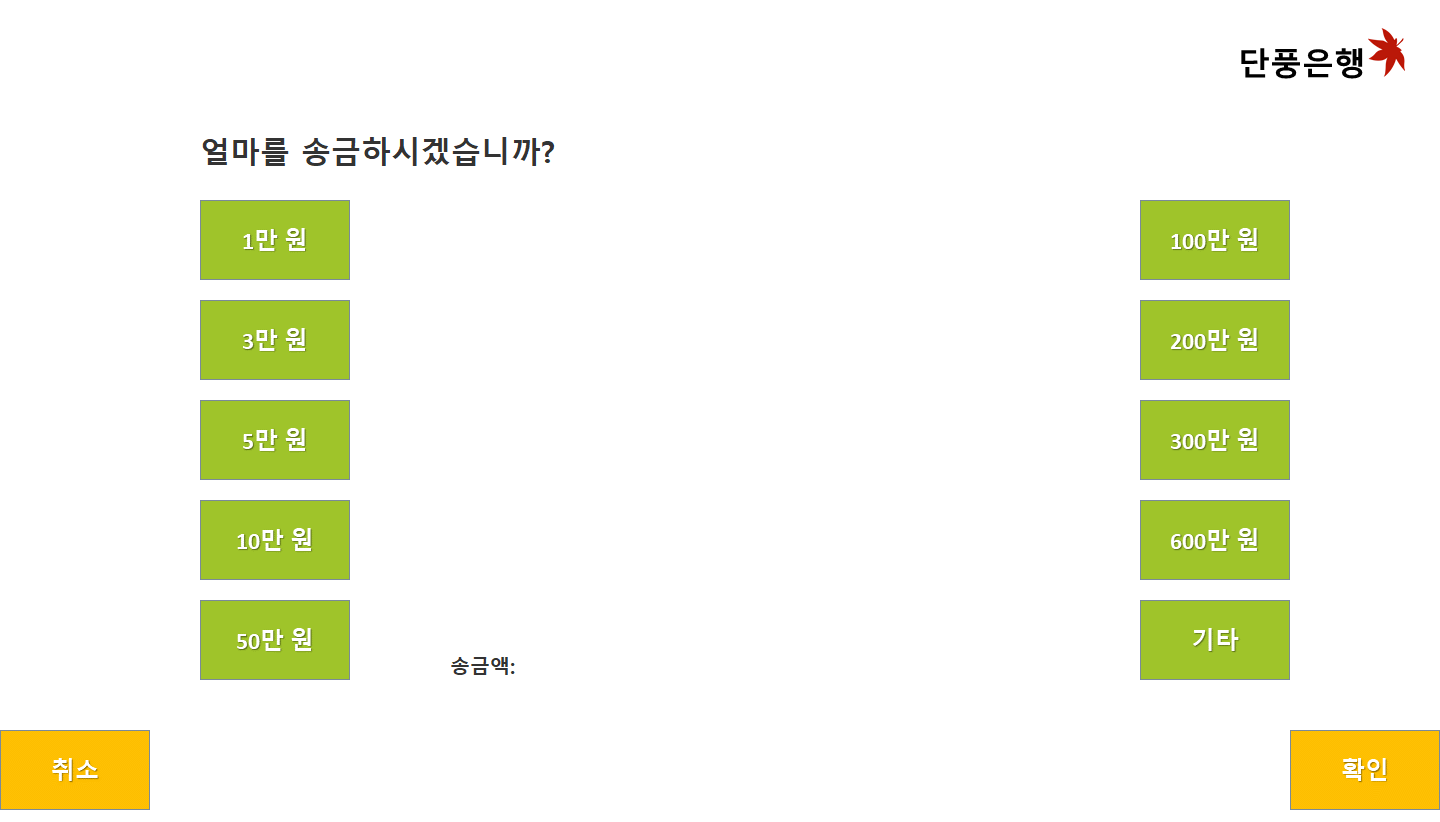 단풍은행
얼마를 송금하시겠습니까?
1만 원
100만 원
3만 원
200만 원
5만 원
300만 원
10만 원
600만 원
50만 원
기타
송금액:
취소
확인